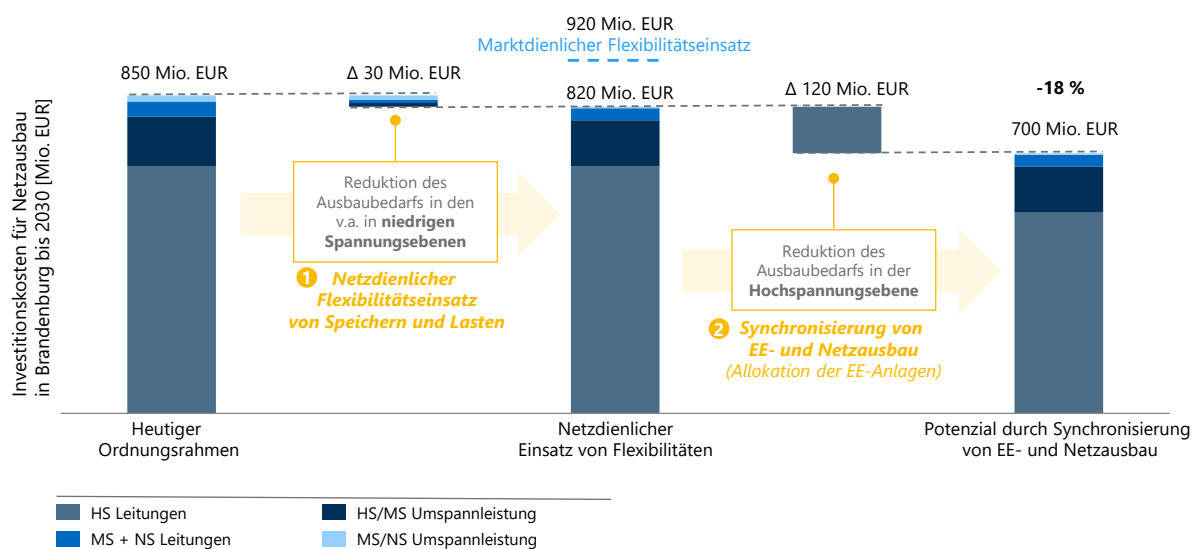 920 Mio. EUR
Marktdienlicher Flexibilitätseinsatz
850 Mio. EUR
Δ 30 Mio. EUR
820 Mio. EUR
Δ 120 Mio. EUR
-18 %
700 Mio. EUR
Investitionskosten für Netzausbau
in Brandenburg bis 2030 [Mio. EUR]
Reduktion des
Ausbaubedarfs in den
v.a. in niedrigen
Spannungsebenen
1 Netzdienlicher
Flexibilitätseinsatz
von Speichern und Lasten
Reduktion des
Ausbaubedarfs in der
Hochspannungsebene
2 Synchronisierung von
EE- und Netzausbau
(Allokation der EE-Anlagen)
Heutiger
Ordnungsrahmen
Netzdienlicher
Einsatz von Flexibilitäten
Potenzial durch Synchronisierung
von EE- und Netzausbau
HS Leitungen
HS/MS Umspannleistung
MS + NS Leitungen
MS/NS Umspannleistung